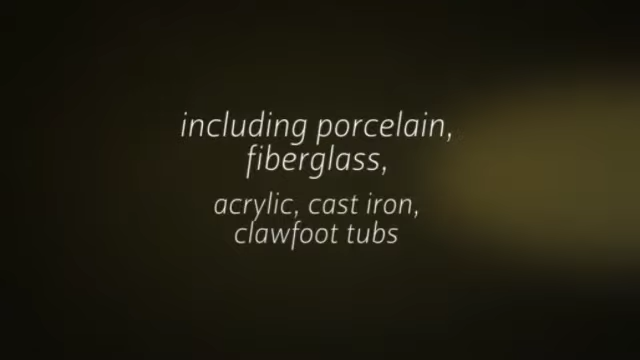 including porcelain,
fiberglass,
acrylic, cast iron,
clawfoot tubs